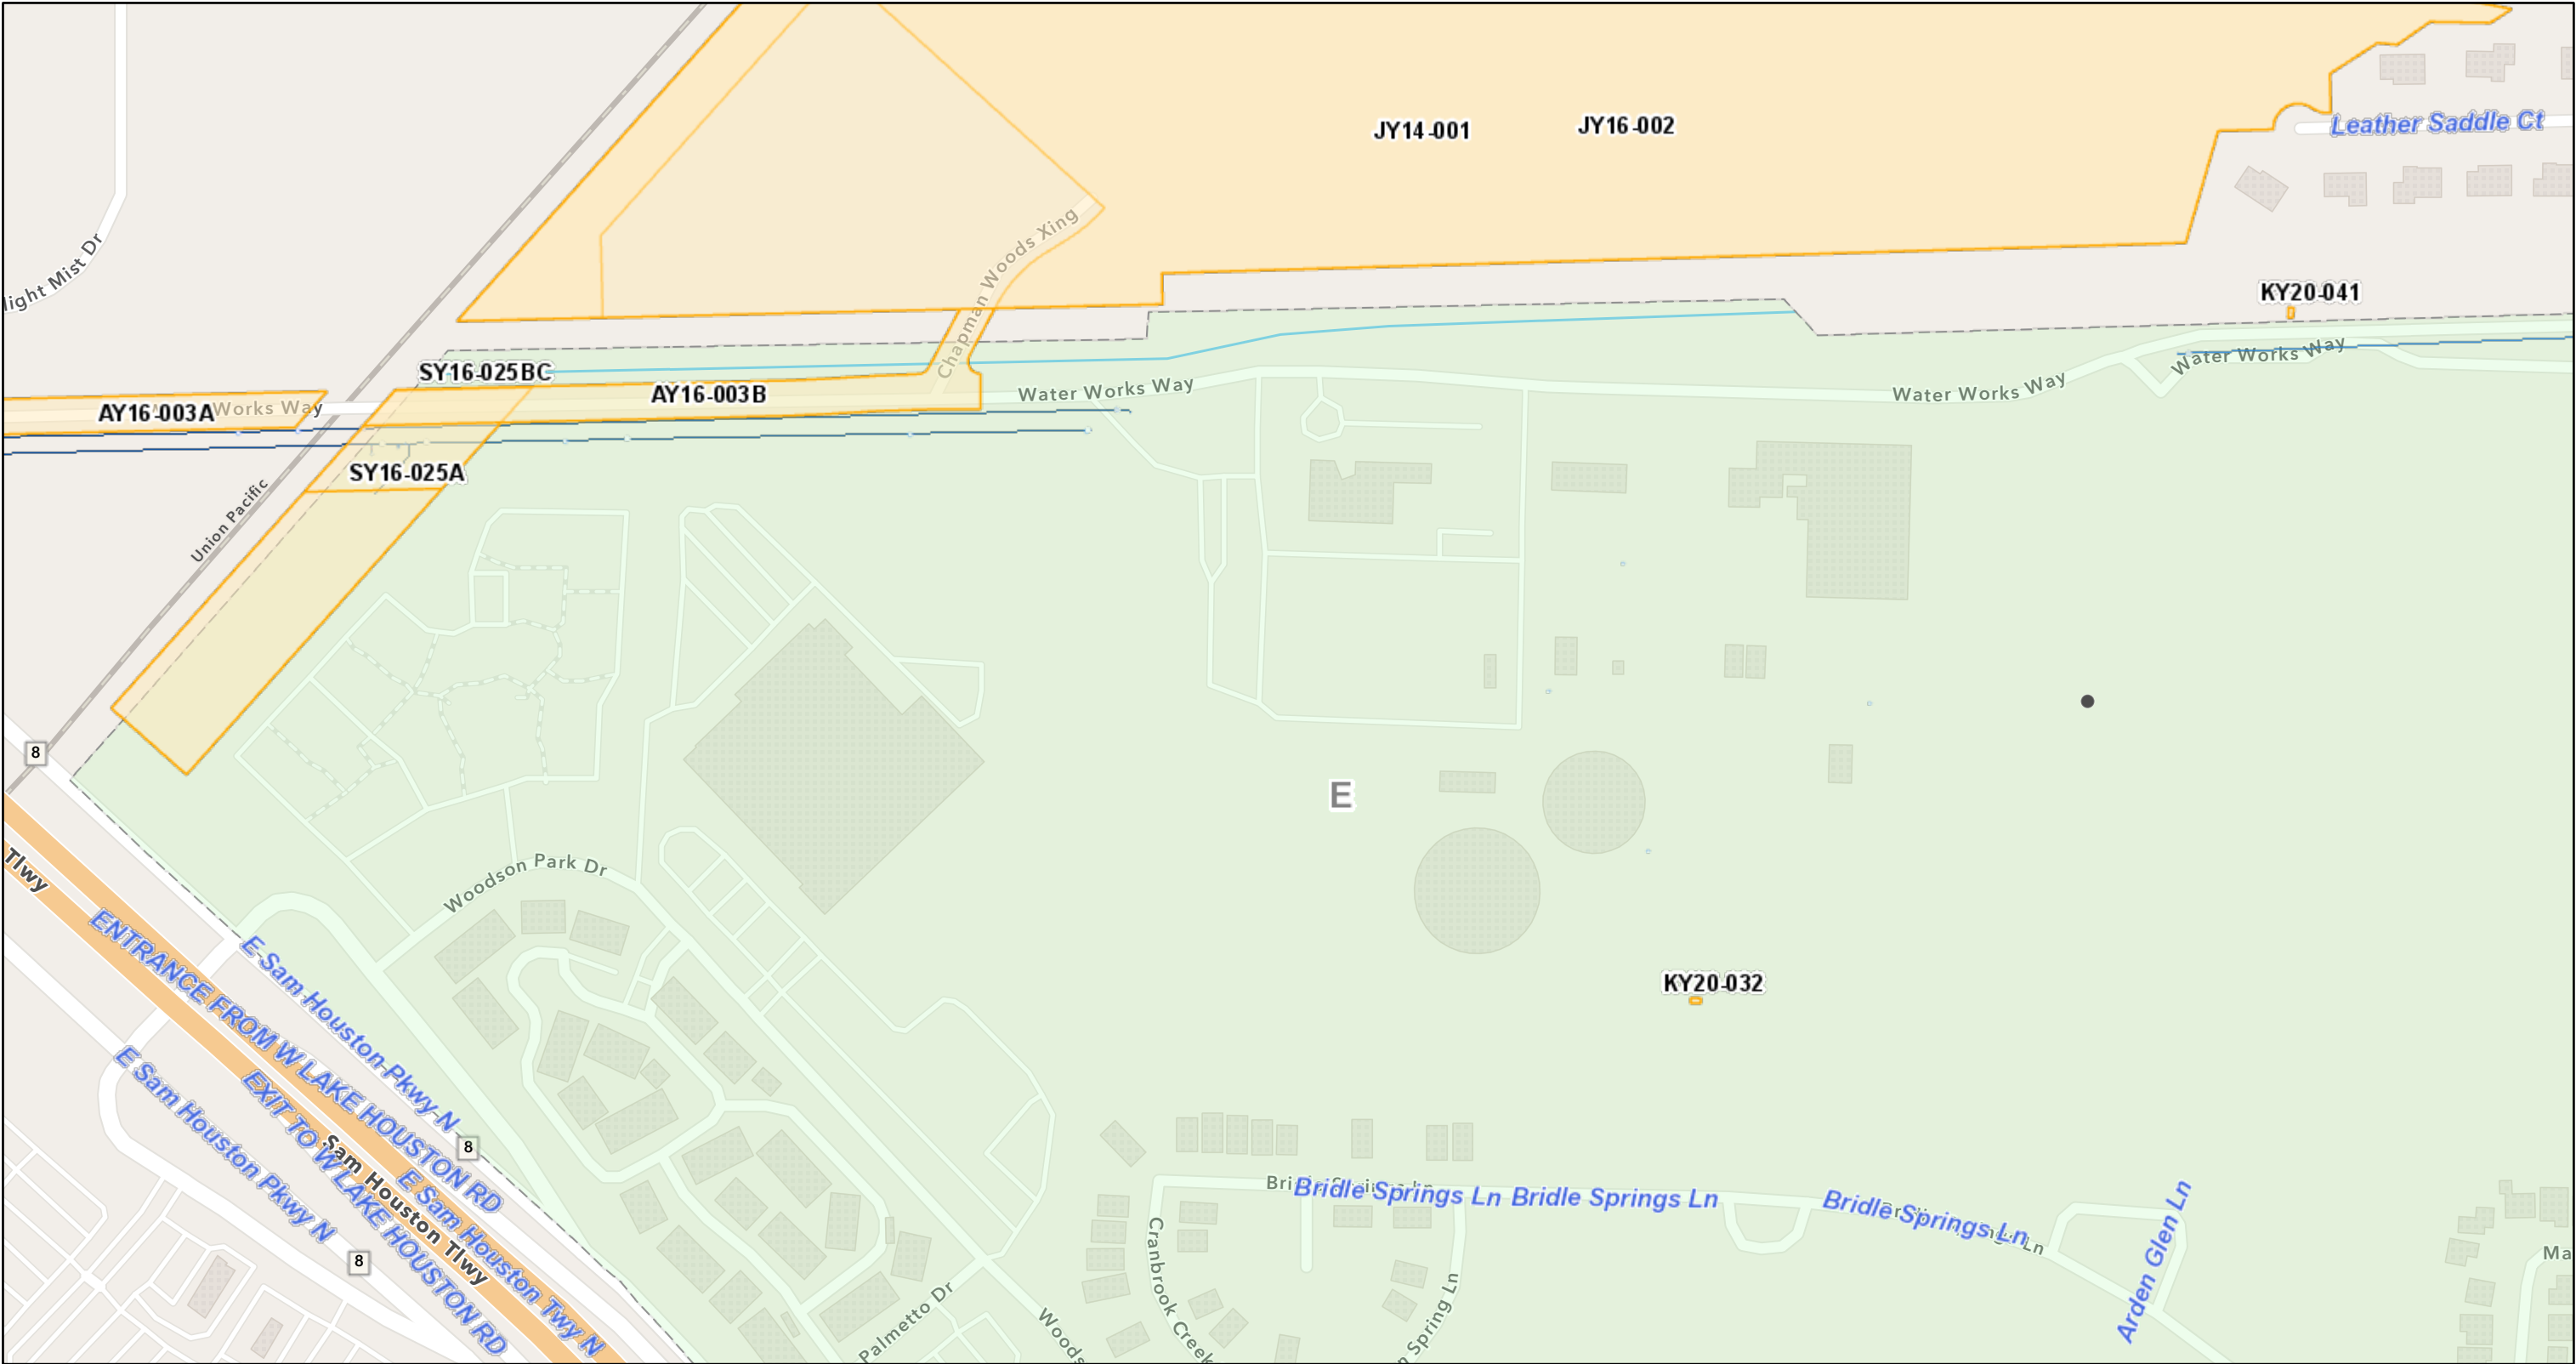 JY14-001
JY16-002
Leather Saddle Ct
light Mist Dr
Chapman Woods Xing
KY20-041
SY16-025BC
AY16-003B
AY16-003A
Works Way
Water Works Way
Water Works Way
Water Works Way
SY16-025A
Union Pacific
8
E
Tlwy
Woodson Park Dr
KY20-032
ENTRANCE FROM W LAKE HOUSTON RD
E Sam Houston Pkwy N
E Sam Houston Pkwy N
EXIT TO W LAKE HOUSTON RD
8
Sam Houston Tlwy
E Sam Houston Twy N
8
Bridle Springs Ln
Bridle Springs Ln
Bridle Springs Ln
Arden Glen Ln
Cranbrook Creek
n Spring Ln
Palmetto Dr
Woods
Ma